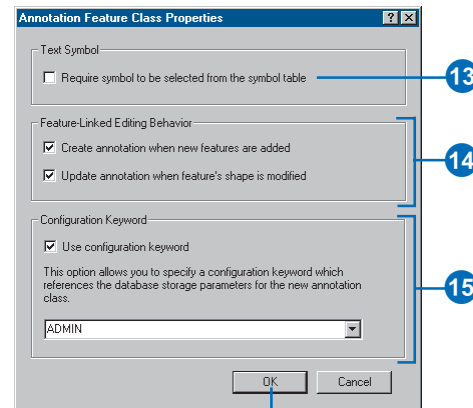 Annotation Feature Class Properties
Text Symbol
Require symbol to be selected from the symbol table
13
Feature-Linked Editing Behavior
Create annotation when new features are added
14
Update annotation when feature's shape is modified
Configuration Keyword
Use configuration keyword
This option allows you to specify a configuration keyword which
references the database storage parameters for the new annotation
class.
15
ADMIN
OK
Cancel